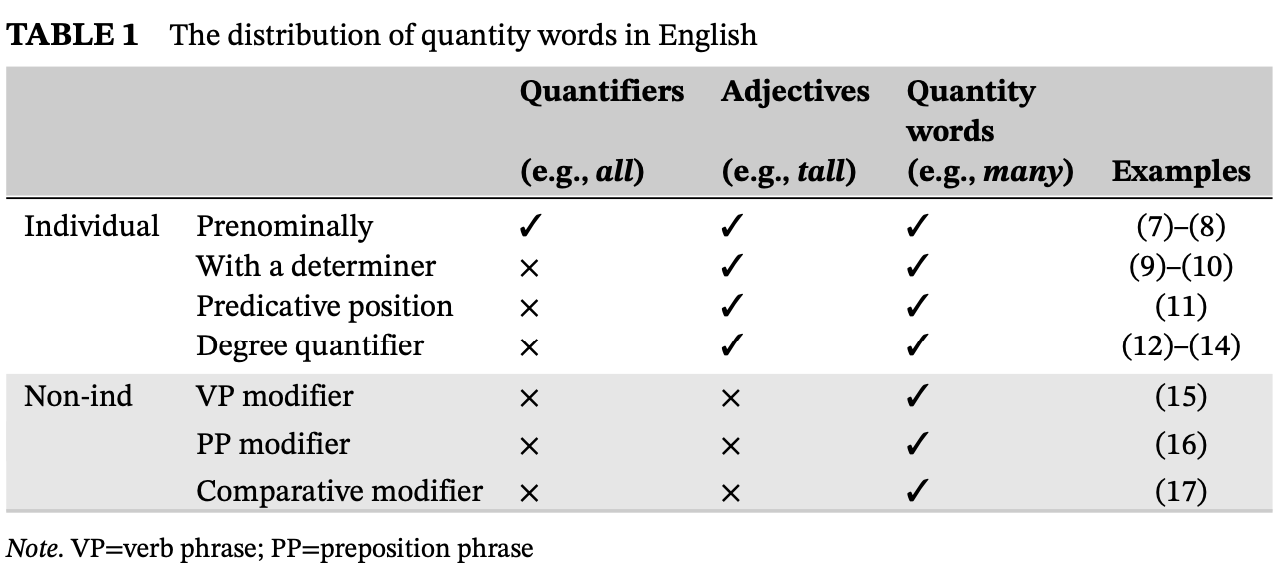 TABLE 1 The distribution of quantity words in English
Quantifiers Adjectives Quantity
words
(e.g., all) (e.g., tall) (e.g., many) Examples
Individual Prenominally ✓ ✓ ✓ (7)–(8)
With a determiner × ✓ ✓ (9)–(10)
Predicative position × ✓ ✓ (11)
Degree quantifier × ✓ ✓ (12)–(14)
Non-ind VP modifier × × ✓ (15)
PP modifier × × ✓ (16)
Comparative modifier × × ✓ (17)
Note. VP=verb phrase; PP=preposition phrase